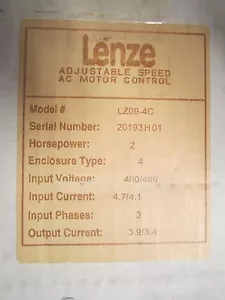 Lenze
ADJUSTABLE SPEED
AC MOTOR CONTROL
Model # LZ09-4C
Serial Number: 20193H01
Horsepower: 2
Enclosure Type: 4
Input Voltage: 400/480
Input Current: 4.7/4.1
Input Phases: 3
Output Current: 3.9/3.4